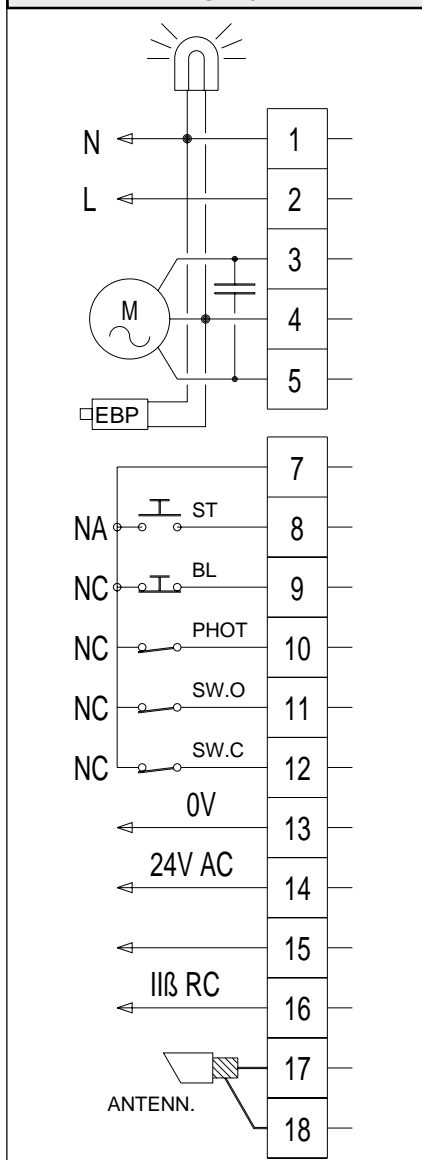 N 1
L 2
3
M 4
5
EBP
7
NA ST 8
NC BL 9
NC PHOT 10
NC SW.O 11
NC SW.C 12
0V 13
24V AC 14
15
IIß RC 16
17
ANTENN.
18